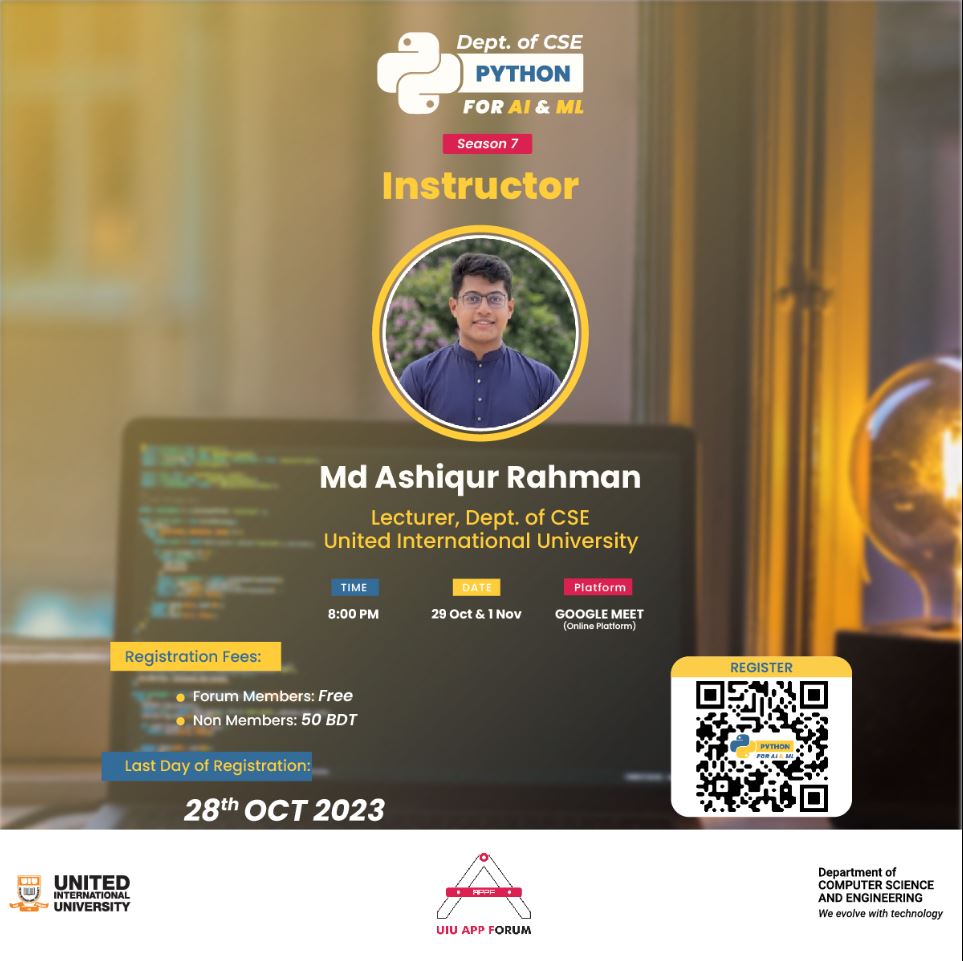 Dept. of CSE
PYTHON
FOR AI & ML
Season 7
Instructor
Md Ashiqur Rahman
Lecturer, Dept. of CSE
United International University
TIME
8:00 PM
DATE
29 Oct & 1 Nov
Platform
GOOGLE MEET
(Online Platform)
Registration Fees:
Forum Members: Free
Non Members: 50 BDT
Last Day of Registration:
28th OCT 2023
REGISTER
PYTHON
FOR AI & ML
UNITED
INTERNATIONAL
UNIVERSITY
UIU APP FORUM
Department of
COMPUTER SCIENCE
AND ENGINEERING
We evolve with technology